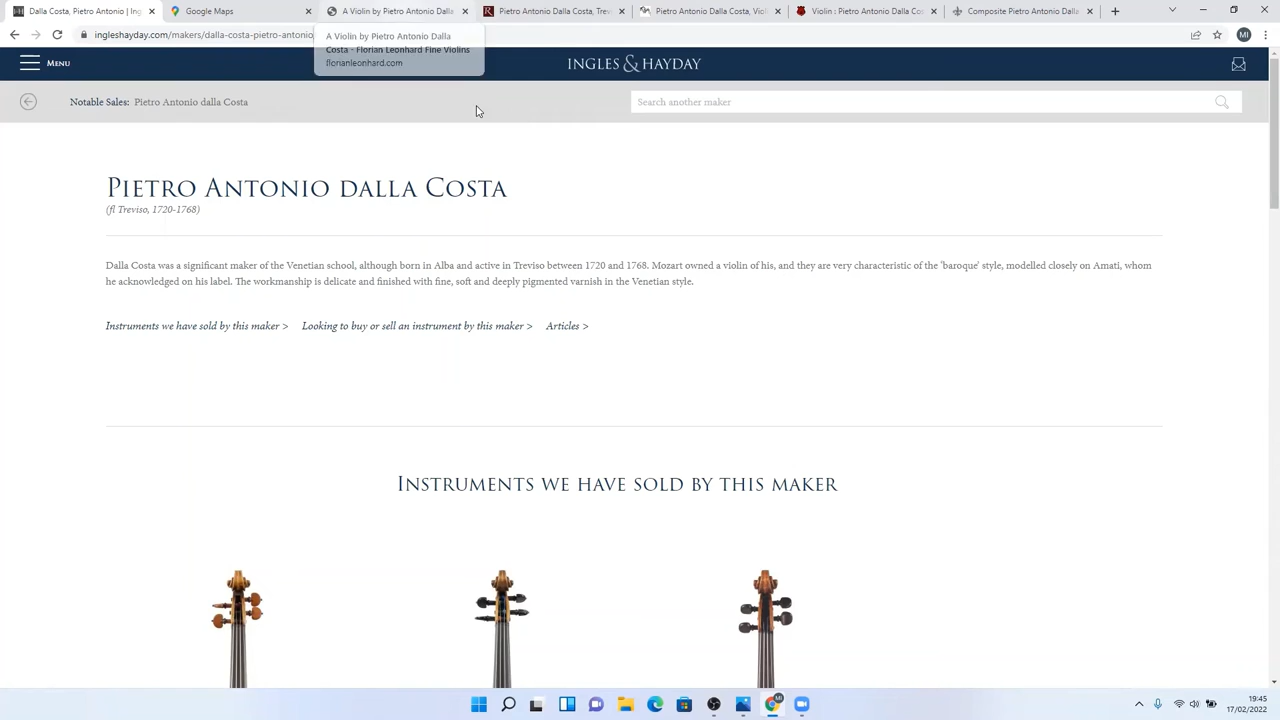 Dalla Costa, Pietro Antonio | Ing
Google Maps
A Violin by Pietro Antonio Dalla
Pietro Antonio Dalla Costa, Trev
Pietro Antonio Dalla Costa, Viol
Violin : Pietro Antonio Dalla Co
Composite Pietro Antonio Dalla
MI
ingleshayday.com/makers/dalla-costa-pietro-antonio
A Violin by Pietro Antonio Dalla
Costa - Florian Leonhard Fine Violins
florianleonhard.com
MENU
INGLES & HAYDAY
Notable Sales: Pietro Antonio dalla Costa
Search another maker
PIETRO ANTONIO DALLA COSTA
(fl Treviso, 1720-1768)
Dalla Costa was a significant maker of the Venetian school, although born in Alba and active in Treviso between 1720 and 1768. Mozart owned a violin of his, and they are very characteristic of the 'baroque' style, modelled closely on Amati, whom
he acknowledged on his label. The workmanship is delicate and finished with fine, soft and deeply pigmented varnish in the Venetian style.
Instruments we have sold by this maker >
Looking to buy or sell an instrument by this maker >
Articles >
INSTRUMENTS WE HAVE SOLD BY THIS MAKER
MI
19:45
17/02/2022